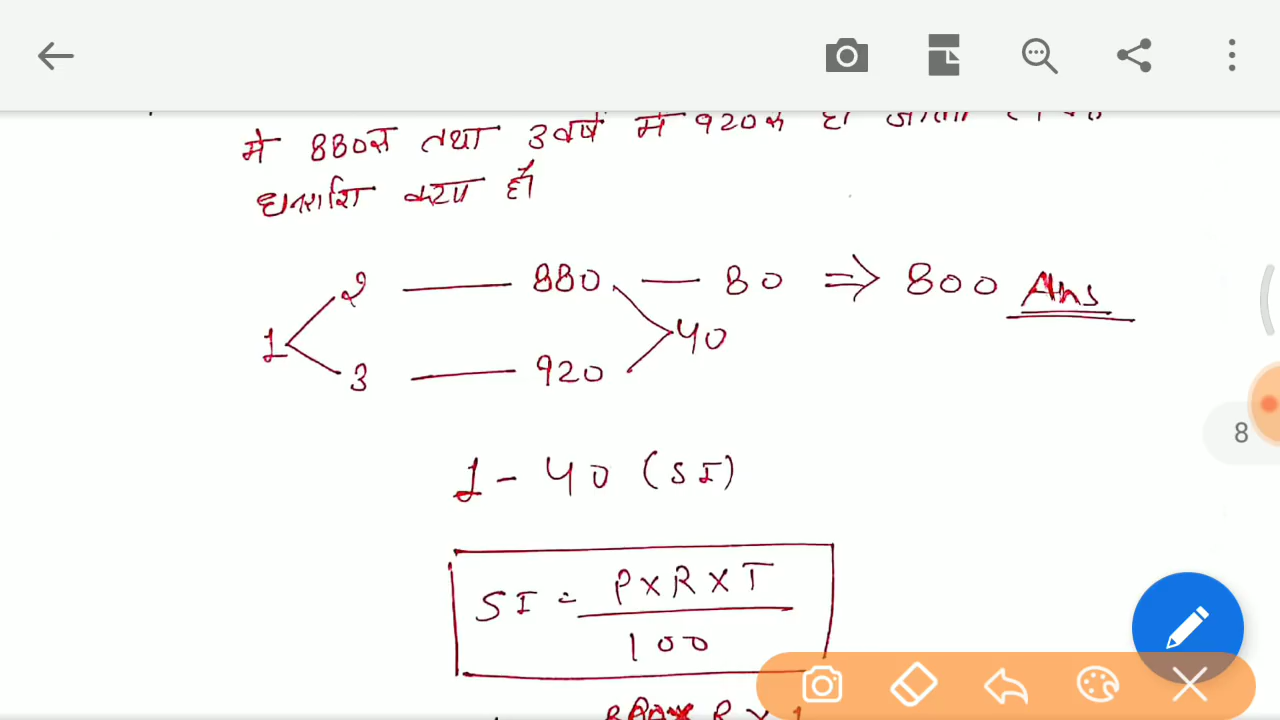 मे 880रू तथा 3वर्ष में 920रू हो जाता
धनराशि क्या है
2 — 880 — 80 ⇒ 800 Ans
1 40
3 — 920
1 - 40 (SI)
SI = P×R×T
100
R × 1
8